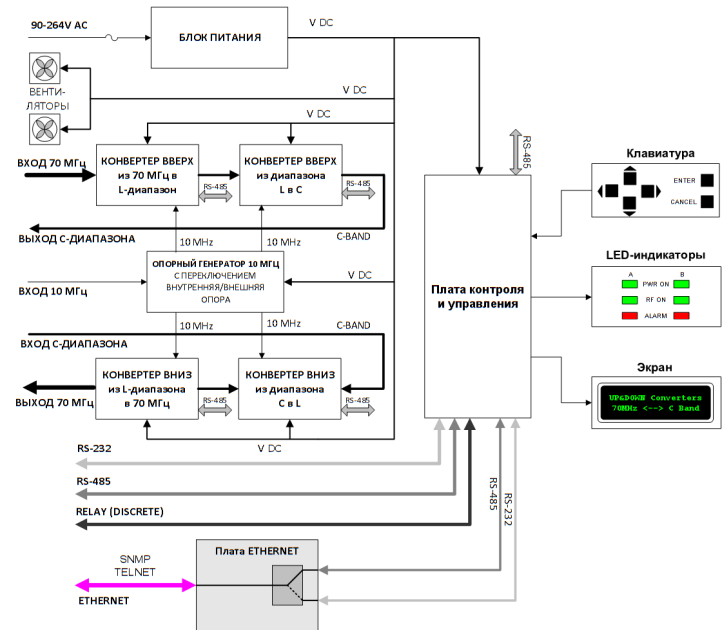 90-264V AC
БЛОК ПИТАНИЯ
V DC
ВЕНТИ-
ЛЯТОРЫ
V DC
V DC
ВХОД 70 МГц
КОНВЕРТЕР ВВЕРХ
из 70 МГц в
L-диапазон
RS-485
КОНВЕРТЕР ВВЕРХ
из диапазона
L в C
RS-485
RS-485
ВЫХОД С-ДИАПАЗОНА
10 MHz
10 MHz
C-BAND
ОПОРНЫЙ ГЕНЕРАТОР 10 МГЦ
С ПЕРЕКЛЮЧЕНИЕМ
ВНУТРЕННЯЯ/ВНЕШНЯЯ
ОПОРА
V DC
ВХОД 10 МГц
10 MHz
10 MHz
C-BAND
ВХОД С-ДИАПАЗОНА
КОНВЕРТЕР ВНИЗ
из L-диапазона
в 70 МГц
RS-485
КОНВЕРТЕР ВНИЗ
из диапазона
C в L
RS-485
ВЫХОД 70 МГц
V DC
Плата контроля
и управления
Клавиатура
ENTER
CANCEL
LED-индикаторы
A B
PWR ON
RF ON
ALARM
Экран
UP&DOWN Converters
70MHz <--> C Band
RS-232
RS-485
RELAY (DISCRETE)
RS-485
RS-232
Плата ETHERNET
SNMP
TELNET
ETHERNET